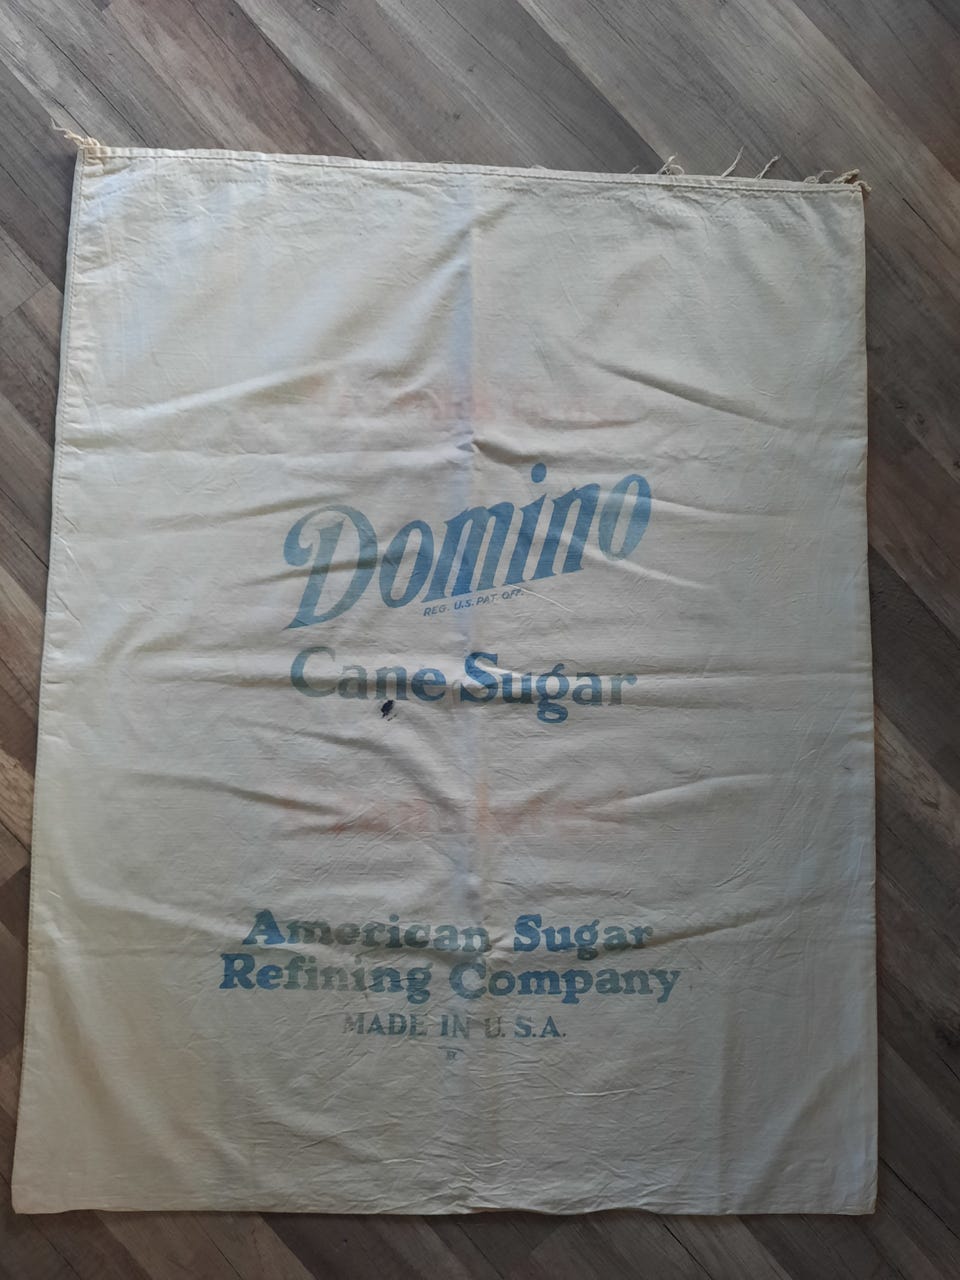 Domino
REG. U.S. PAT. OFF.
Cane Sugar
American Sugar
Refining Company
MADE IN U.S.A.